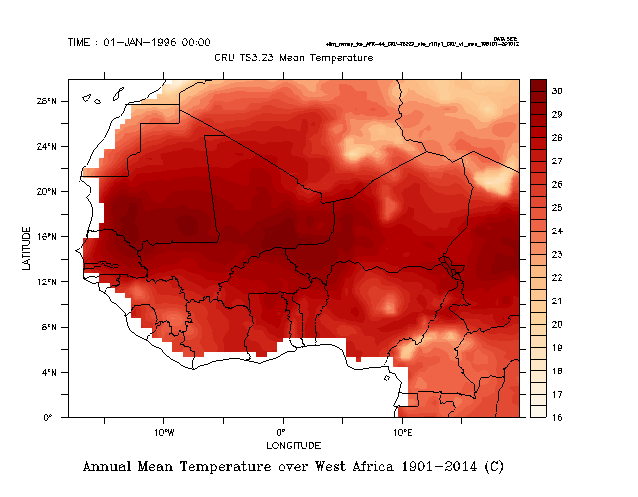 TIME : 01-JAN-1996 00:00
DATA SET:
CRU TS3.23 Mean Temperature
28°N
24°N
20°N
16°N
12°N
8°N
4°N
0°
LATITUDE
10°W
0°
10°E
LONGITUDE
30
29
28
27
26
25
24
23
22
21
20
19
18
17
16
Annual Mean Temperature over West Africa 1901-2014 (C)